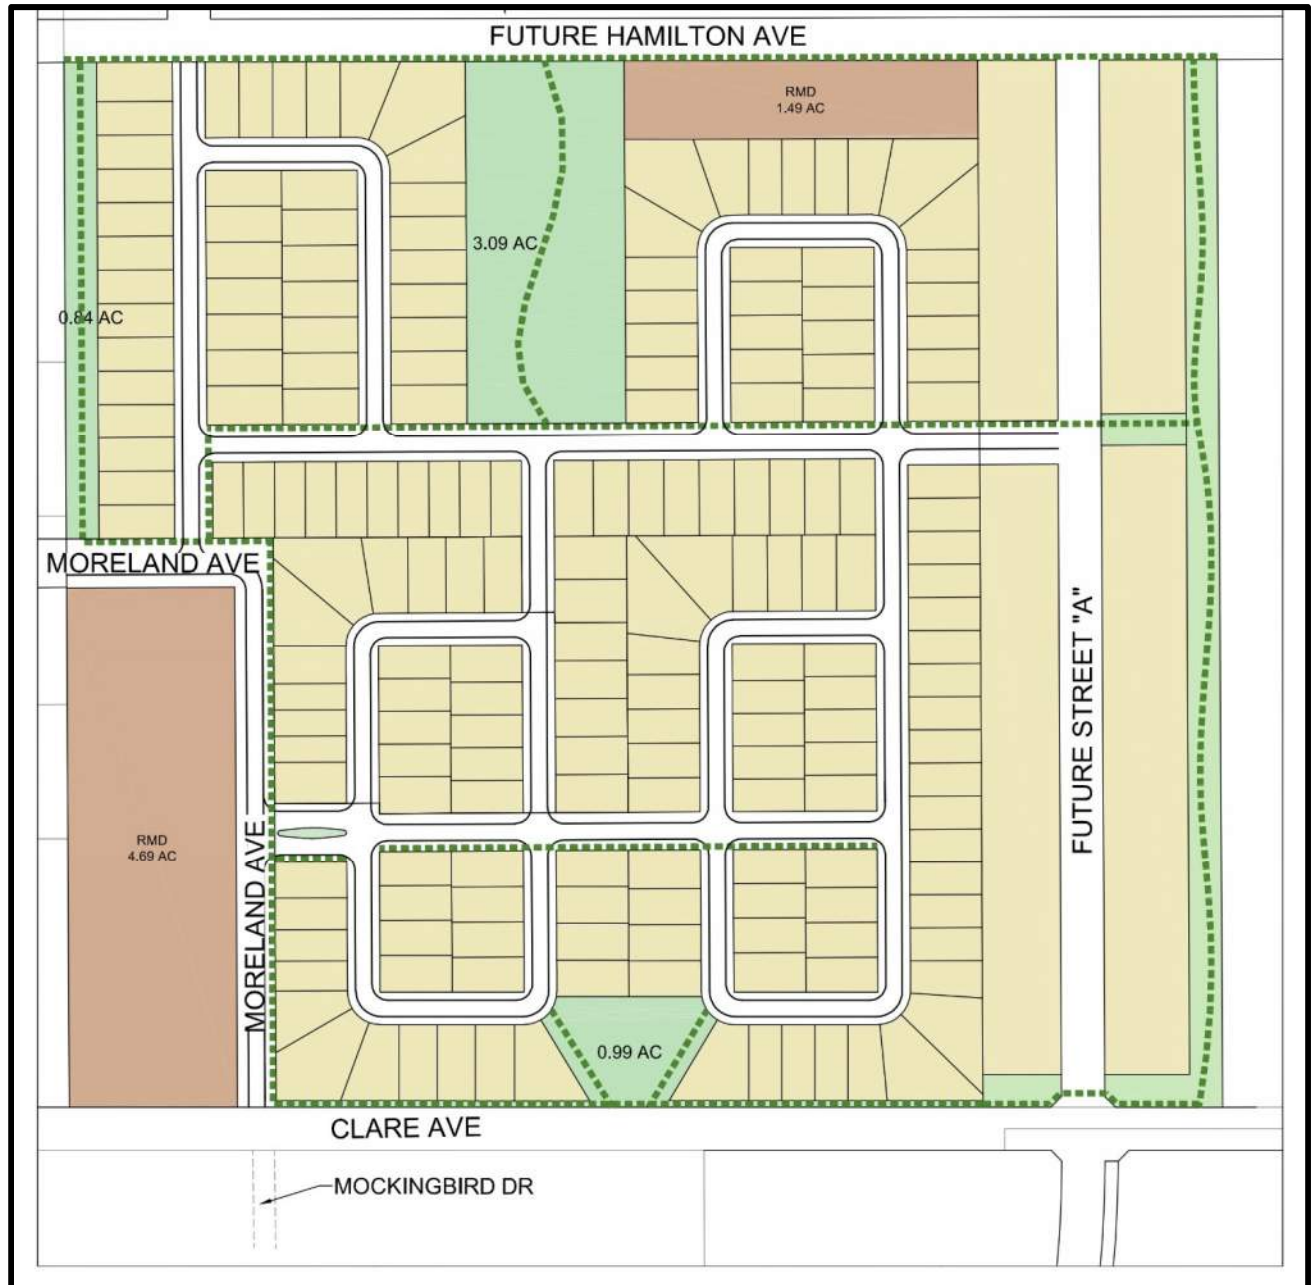 FUTURE HAMILTON AVE
RMD
1.49 AC
3.09 AC
0.84 AC
MORELAND AVE
FUTURE STREET "A"
RMD
4.69 AC
MORELAND AVE
0.99 AC
CLARE AVE
MOCKINGBIRD DR